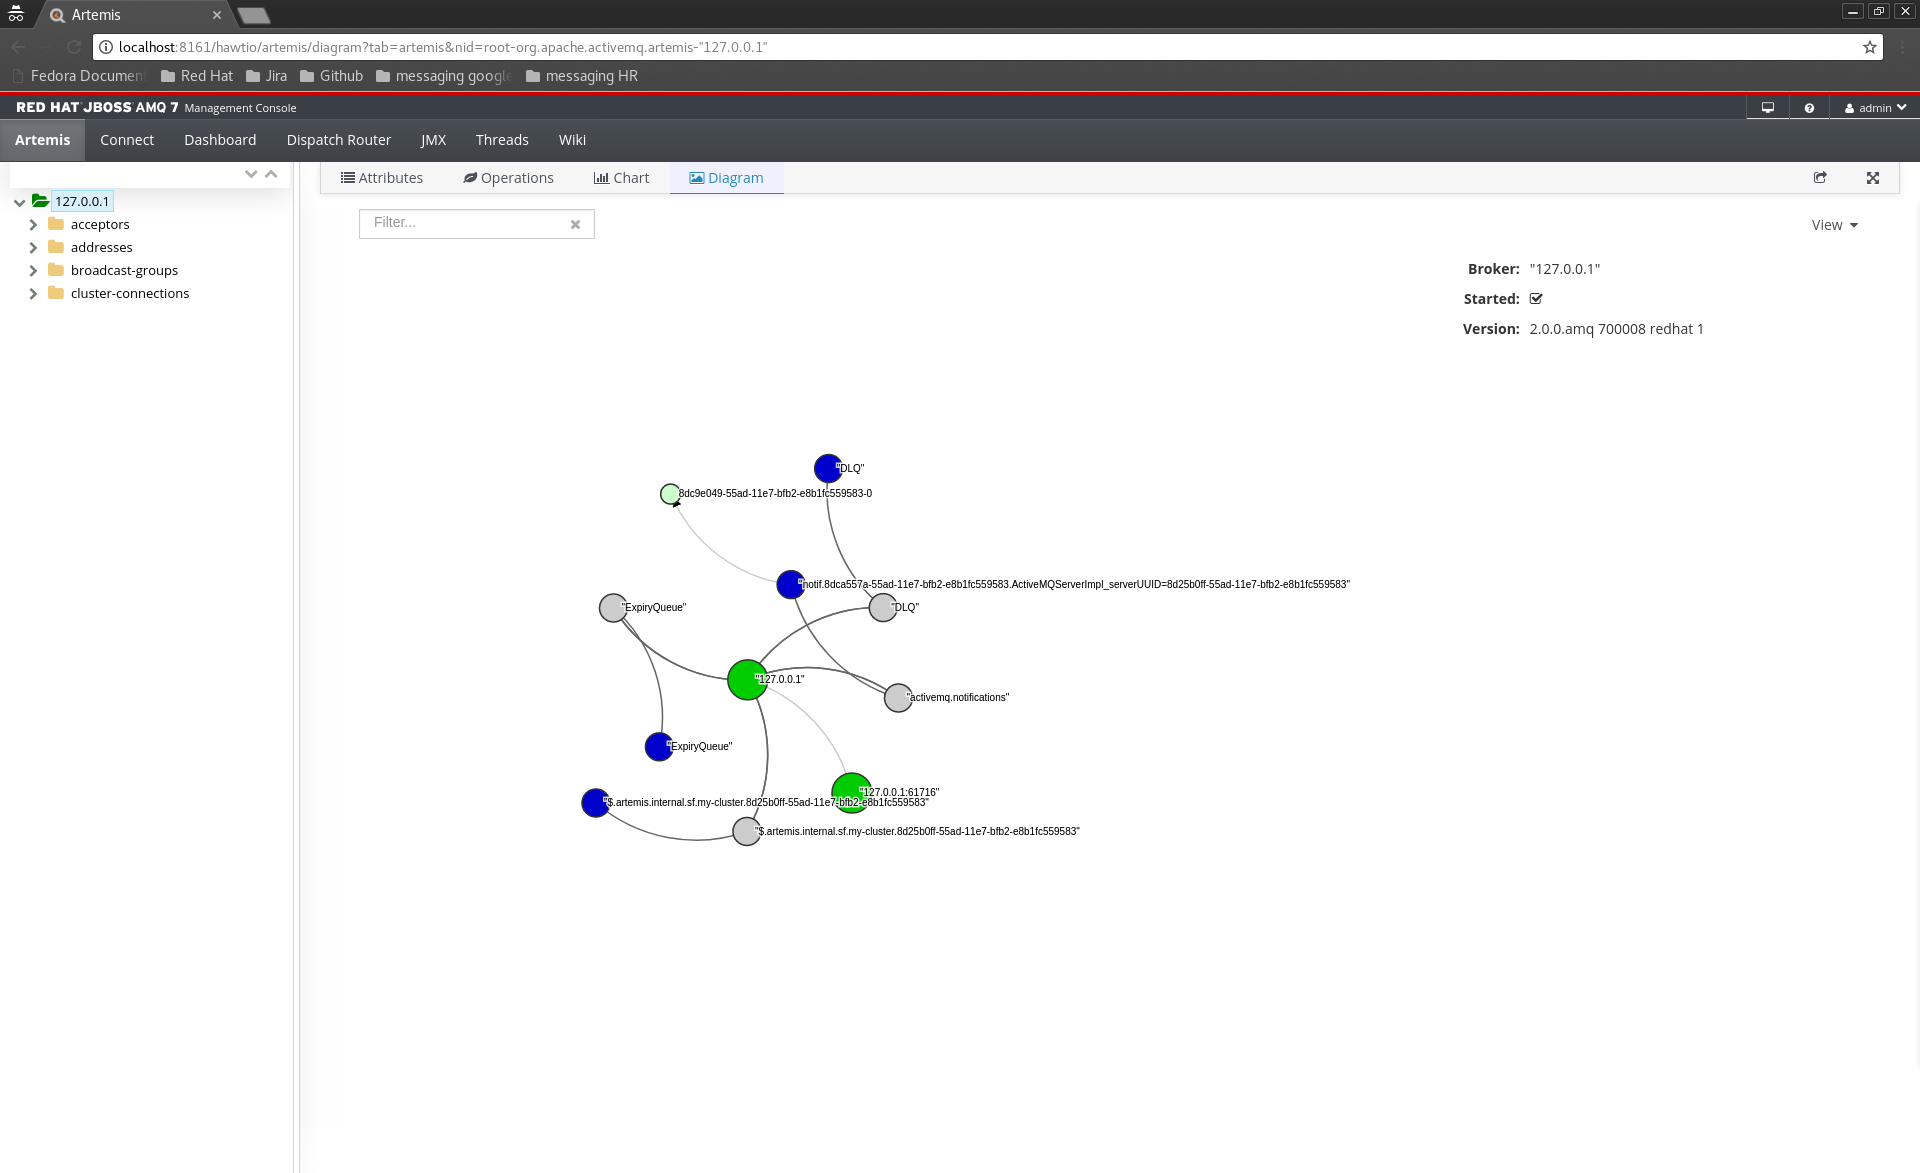 Artemis
localhost:8161/hawtio/artemis/diagram?tab=artemis&nid=root-org.apache.activemq.artemis-"127.0.0.1"
Fedora Documen Red Hat Jira Github messaging google messaging HR
RED HAT JBOSS AMQ 7 Management Console admin
Artemis Connect Dashboard Dispatch Router JMX Threads Wiki
Attributes Operations Chart Diagram
127.0.0.1
acceptors
addresses
broadcast-groups
cluster-connections
Filter...
View
Broker: "127.0.0.1"
Started:
Version: 2.0.0.amq 700008 redhat 1
"DLQ"
8dc9e049-55ad-11e7-bfb2-e8b1fc559583-0
"notif.8dca557a-55ad-11e7-bfb2-e8b1fc559583.ActiveMQServerImpl_serverUUID=8d25b0ff-55ad-11e7-bfb2-e8b1fc559583"
"ExpiryQueue"
"DLQ"
"127.0.0.1"
"activemq.notifications"
"ExpiryQueue"
"127.0.0.1:61716"
"$.artemis.internal.sf.my-cluster.8d25b0ff-55ad-11e7-bfb2-e8b1fc559583"
"$.artemis.internal.sf.my-cluster.8d25b0ff-55ad-11e7-bfb2-e8b1fc559583"